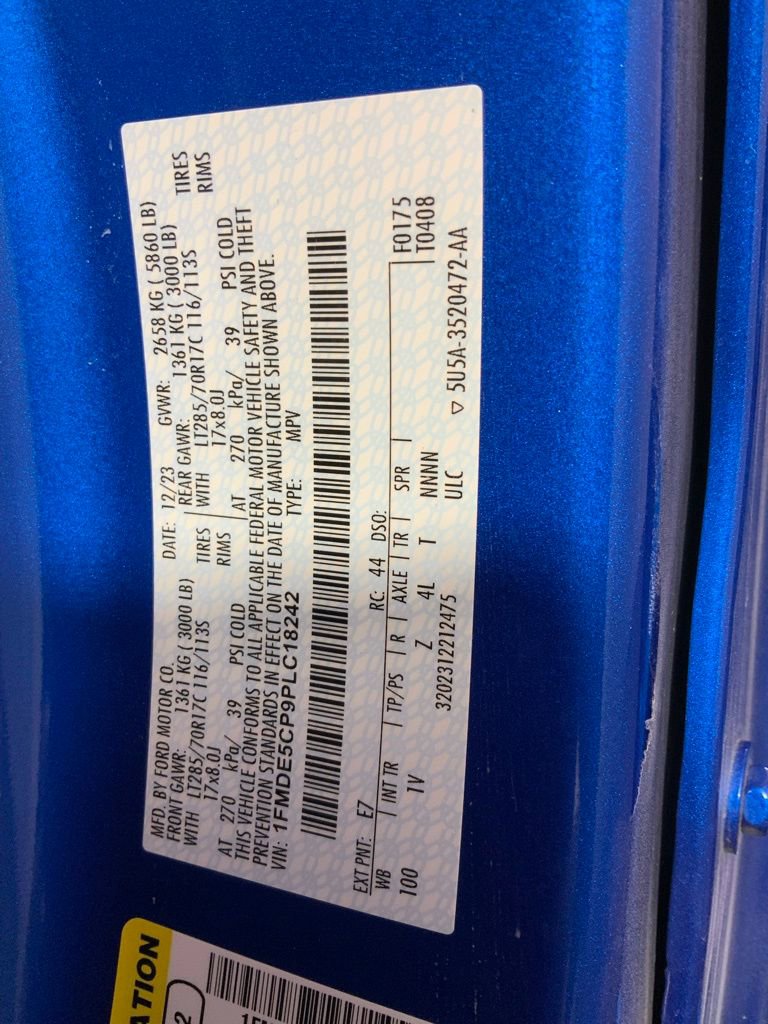 MFD. BY FORD MOTOR CO.
DATE: 12/23 GVWR: 2658 KG ( 5860 LB)
FRONT GAWR: 1361 KG ( 3000 LB) REAR GAWR: 1361 KG ( 3000 LB)
WITH LT285/70R17C 116/113S TIRES WITH LT285/70R17C 116/113S TIRES
17x8.0J RIMS 17x8.0J RIMS
AT 270 kPa/ 39 PSI COLD AT 270 kPa/ 39 PSI COLD
THIS VEHICLE CONFORMS TO ALL APPLICABLE FEDERAL MOTOR VEHICLE SAFETY AND THEFT
PREVENTION STANDARDS IN EFFECT ON THE DATE OF MANUFACTURE SHOWN ABOVE.
VIN: 1FMDE5CP9PLC18242 TYPE: MPV
EXT PNT: E7 RC: 44 DSO: F0175
WB INT TR TP/PS R AXLE TR SPR T0408
100 1V Z 4L T NNNN
3202312212475 ULC ▽ 5U5A-3520472-AA
ATION
2